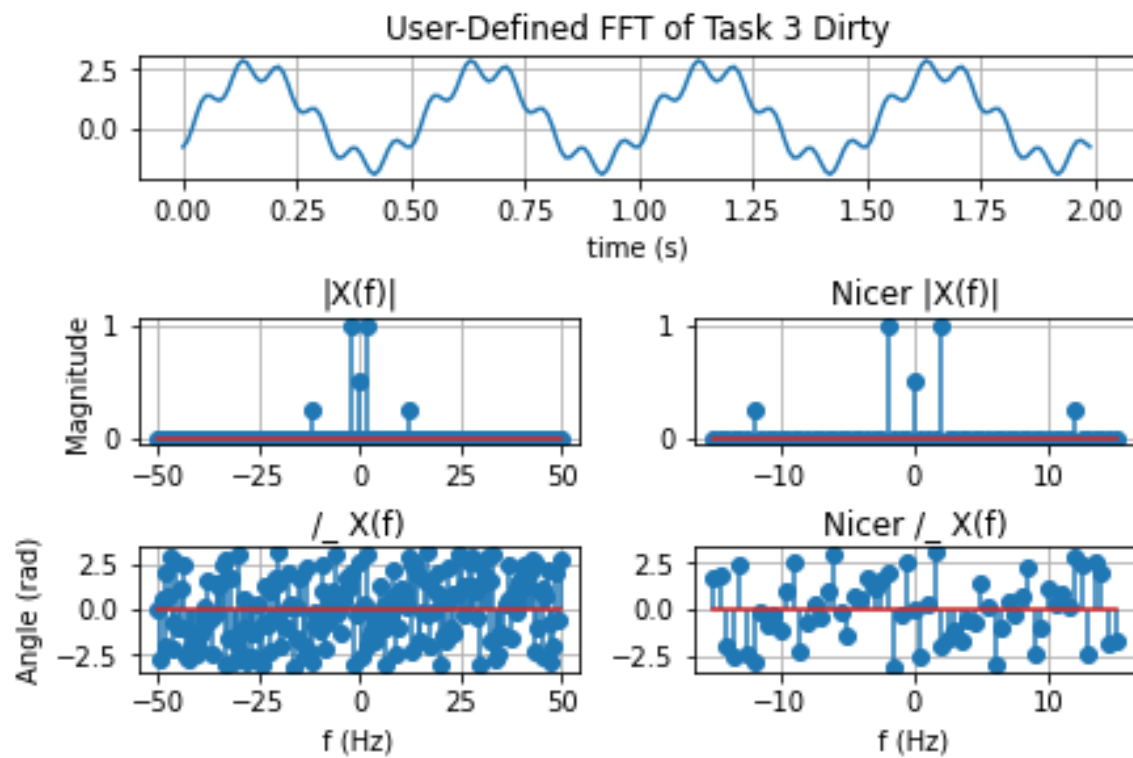 User-Defined FFT of Task 3 Dirty
2.5
0.0
0.00 0.25 0.50 0.75 1.00 1.25 1.50 1.75 2.00
time (s)
|X(f)| Nicer |X(f)|
Magnitude
1 1
0 0
−50 −25 0 25 50 −10 0 10
/_ X(f) Nicer /_ X(f)
Angle (rad)
2.5 2.5
0.0 0.0
−2.5 −2.5
−50 −25 0 25 50 −10 0 10
f (Hz) f (Hz)